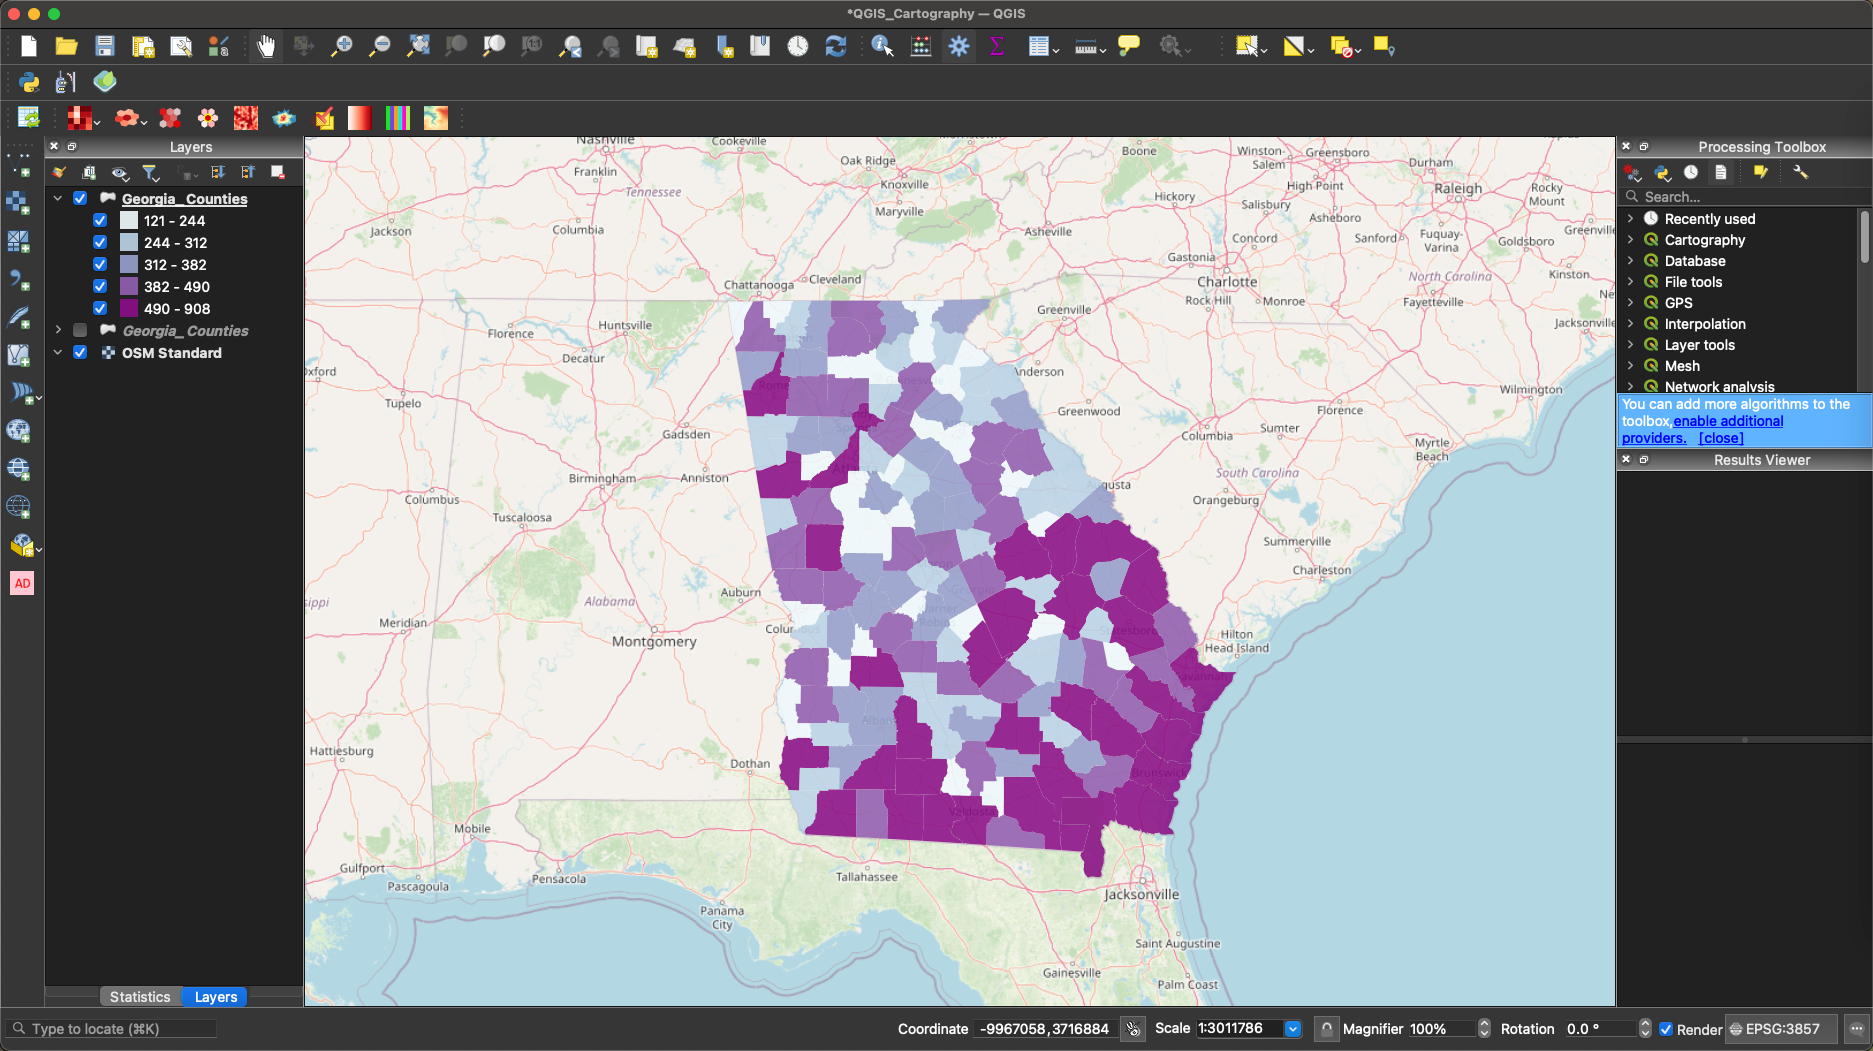 *QGIS_Cartography — QGIS
Layers
Georgia_Counties
121 - 244
244 - 312
312 - 382
382 - 490
490 - 908
Georgia_Counties
OSM Standard
Statistics
Layers
AD
Nashville
Cookeville
Oak Ridge
Boone
Winston-
Salem
Greensboro
Durham
Franklin
Tennessee
Knoxville
High Point
Raleigh
Rocky
Mount
Hickory
Salisbury
Maryville
Jackson
Columbia
Asheville
Asheboro
Greenville
Concord
Sanford
Fuquay-
Varina
Goldsboro
Gastonia
Cleveland
Chattanooga
Charlotte
North Carolina
Kinston
Rock Hill
Monroe
Fayetteville
Greenville
Jacksonville
Huntsville
Florence
Decatur
Anderson
Wilmington
Tupelo
Rome
Greenwood
Florence
Sumter
Gadsden
Columbia
Myrtle
Beach
Birmingham
Anniston
South Carolina
Columbus
Orangeburg
Tuscaloosa
Summerville
Charleston
Auburn
Alabama
Meridian
Montgomery
Hilton
Head Island
Statesboro
Savannah
Albany
Hattiesburg
Dothan
Brunswick
Valdosta
Mobile
Gulfport
Pascagoula
Pensacola
Tallahassee
Jacksonville
Panama
City
Saint Augustine
Gainesville
Palm Coast
Processing Toolbox
Search...
Recently used
Cartography
Database
File tools
GPS
Interpolation
Layer tools
Mesh
Network analysis
You can add more algorithms to the
toolbox,enable additional
providers. [close]
Results Viewer
Type to locate (⌘K)
Coordinate -9967058,3716884
Scale 1:3011786
Magnifier 100%
Rotation 0.0 °
Render
EPSG:3857